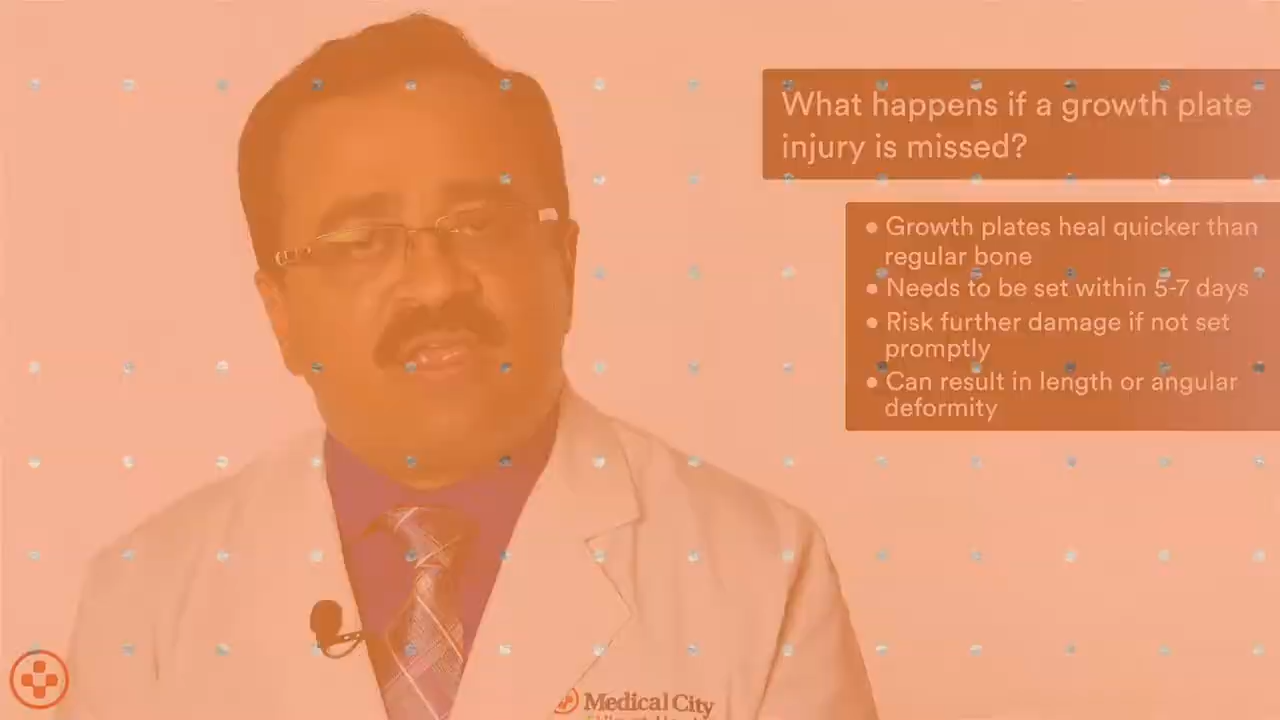 What happens if a growth plate
injury is missed?
• Growth plates heal quicker than
regular bone
• Needs to be set within 5-7 days
• Risk further damage if not set
promptly
• Can result in length or angular
deformity
Medical City